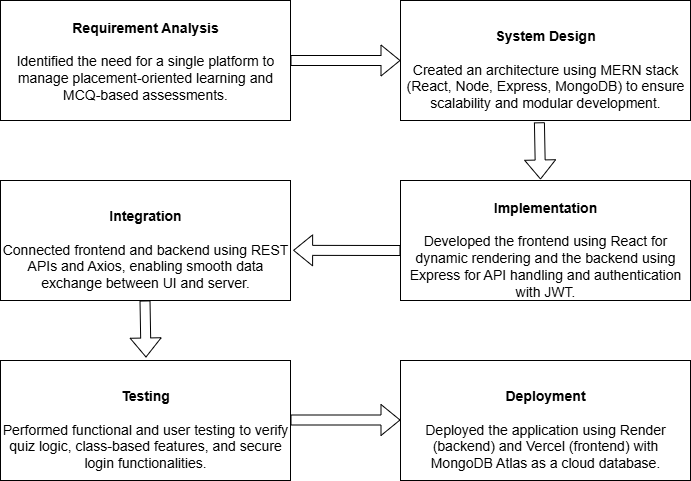 Requirement Analysis
Identified the need for a single platform to
manage placement-oriented learning and
MCQ-based assessments.
System Design
Created an architecture using MERN stack
(React, Node, Express, MongoDB) to ensure
scalability and modular development.
Implementation
Developed the frontend using React for
dynamic rendering and the backend using
Express for API handling and authentication
with JWT.
Integration
Connected frontend and backend using REST
APIs and Axios, enabling smooth data
exchange between UI and server.
Testing
Performed functional and user testing to verify
quiz logic, class-based features, and secure
login functionalities.
Deployment
Deployed the application using Render
(backend) and Vercel (frontend) with
MongoDB Atlas as a cloud database.